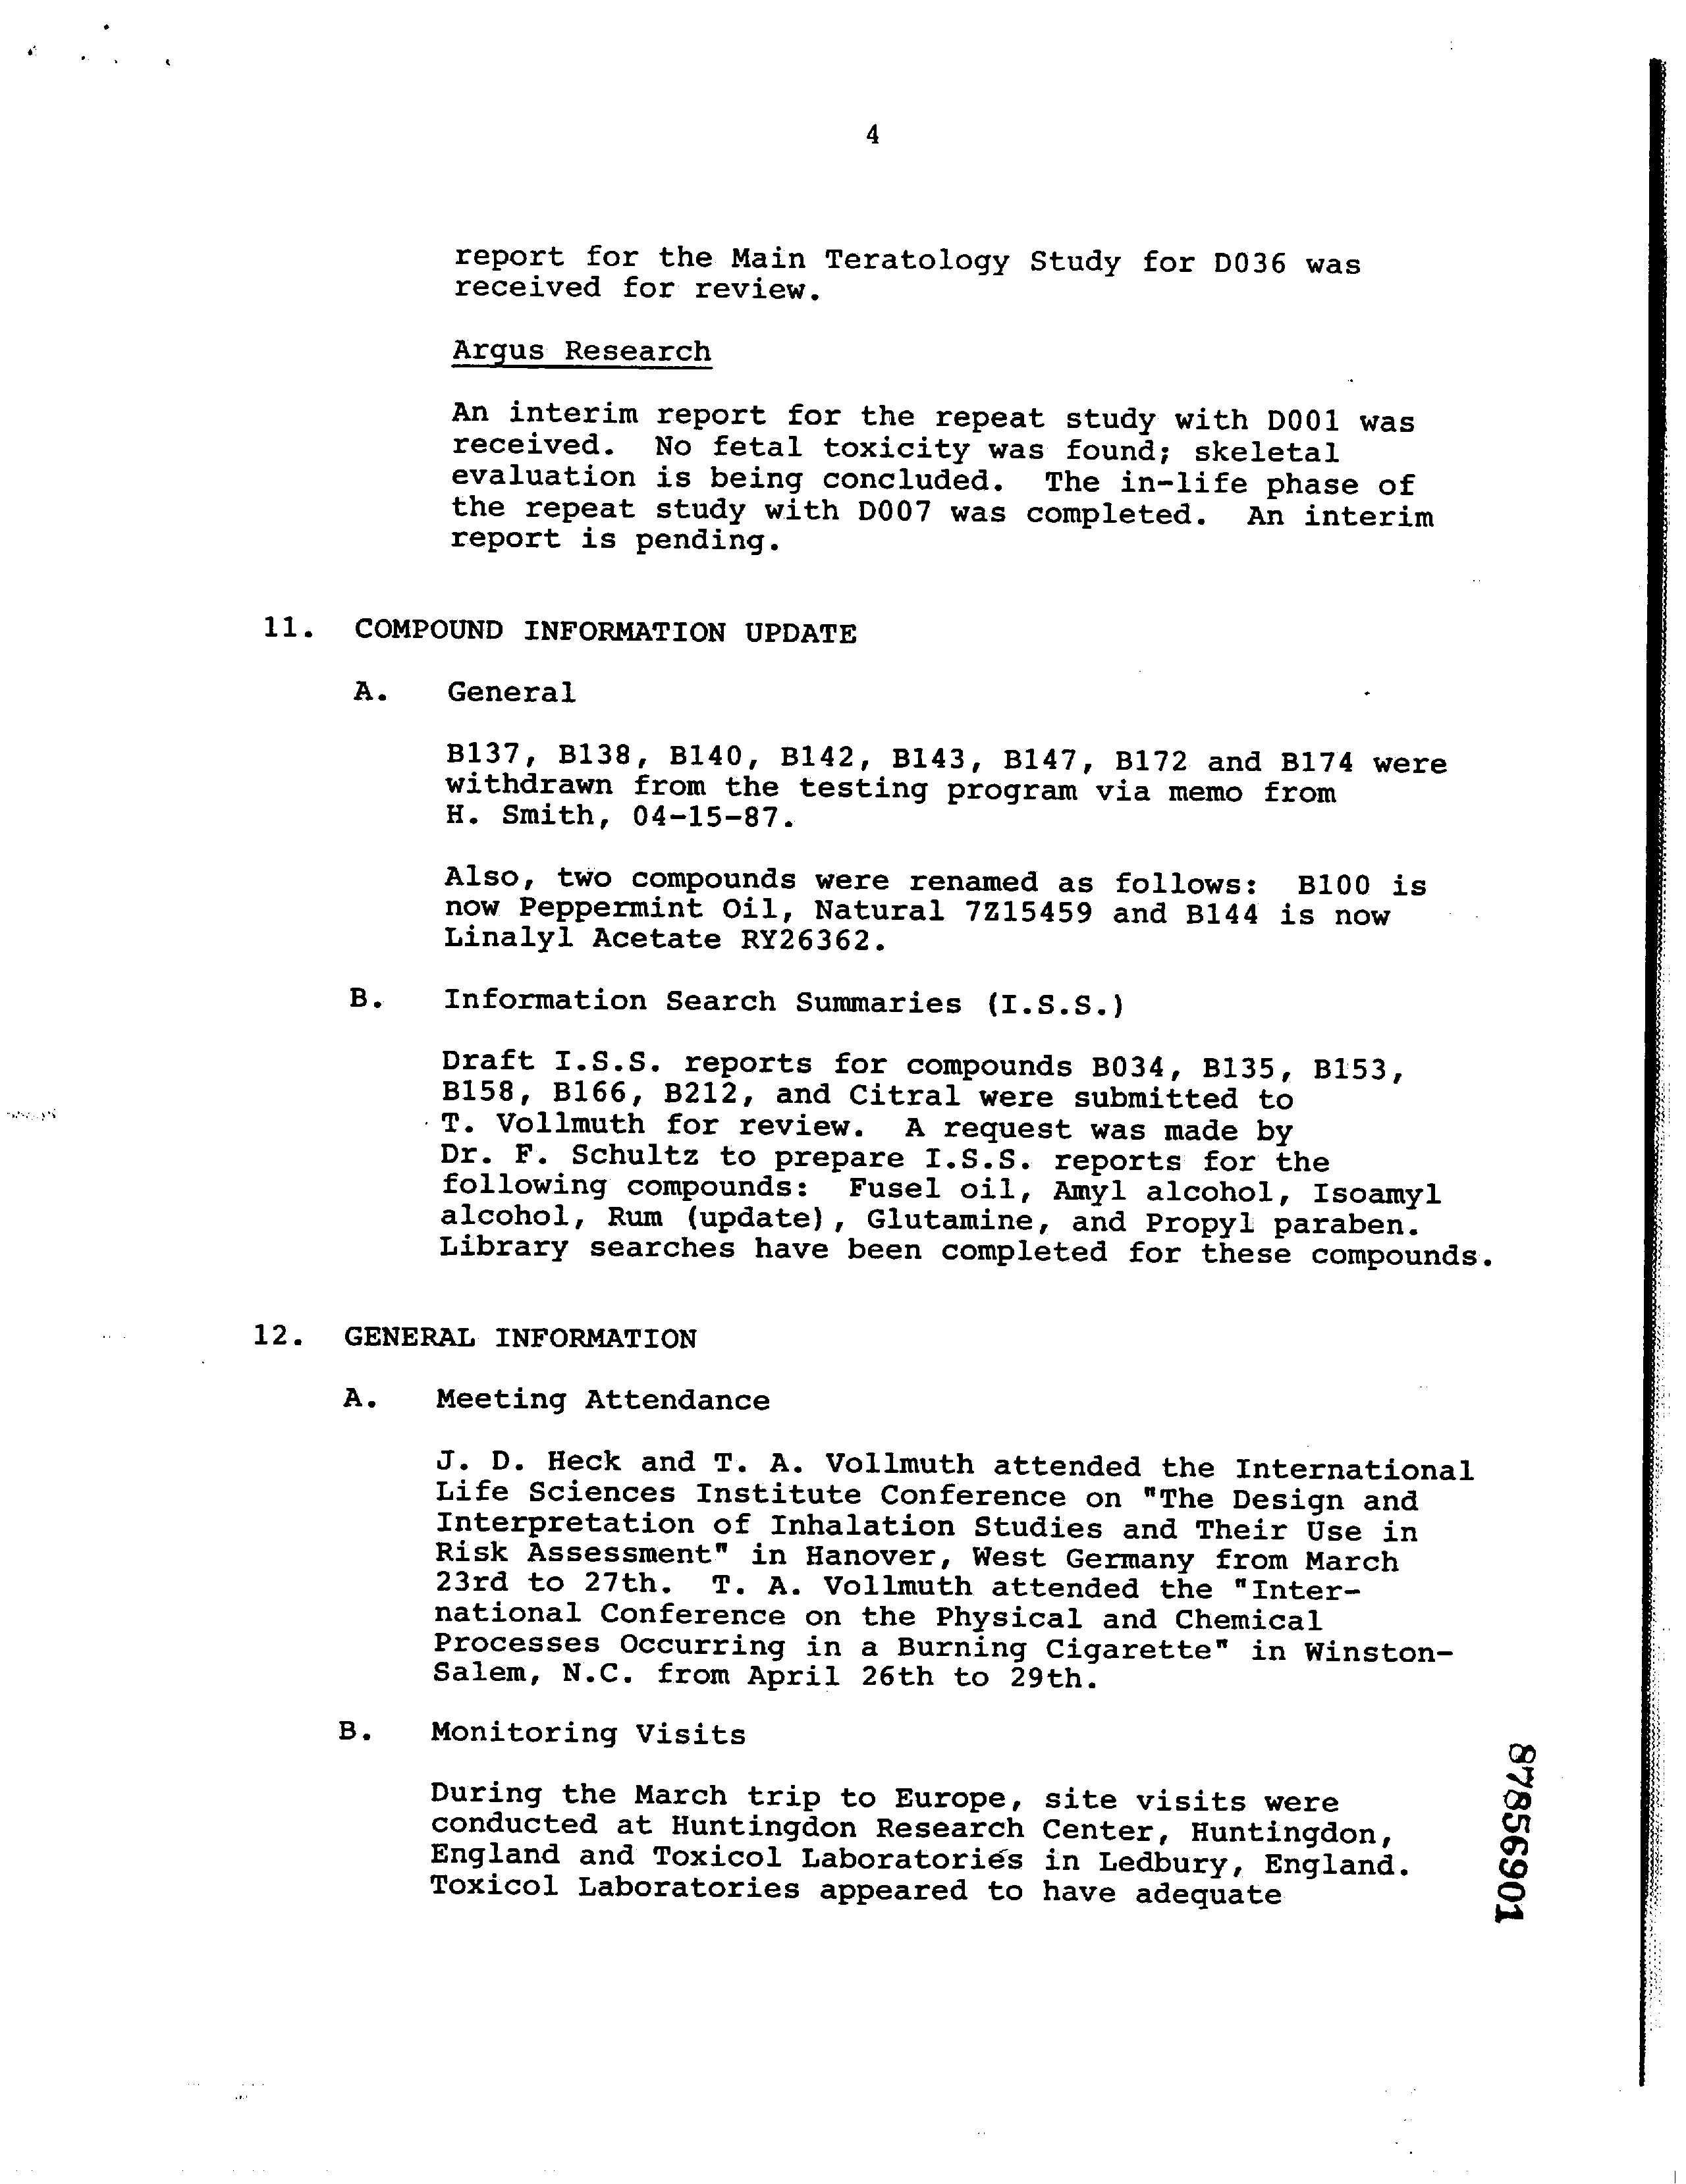 4
report for the Main Teratology Study for D036 was
received for review.
Argus Research
An interim report for the repeat study with D001 was
received. No fetal toxicity was found; skeletal
evaluation is being concluded. The in-life phase of
the repeat study with D007 was completed. An interim
report is pending.
11. COMPOUND INFORMATION UPDATE
A. General
B137, B138, B140, B142, B143, B147, B172 and B174 were
withdrawn from the testing program via memo from
H. Smith, 04-15-87.
Also, two compounds were renamed as follows: B100 is
now Peppermint Oil, Natural 7Z15459 and B144 is now
Linalyl Acetate RY26362.
B. Information Search Summaries (I.S.S.)
Draft I.S.S. reports for compounds B034, B135, B153,
B158, B166, B212, and Citral were submitted to
T. Vollmuth for review. A request was made by
Dr. F. Schultz to prepare I.S.S. reports for the
following compounds: Fusel oil, Amyl alcohol, Isoamyl
alcohol, Rum (update), Glutamine, and Propyl paraben.
Library searches have been completed for these compounds.
12. GENERAL INFORMATION
A. Meeting Attendance
J. D. Heck and T. A. Vollmuth attended the International
Life Sciences Institute Conference on "The Design and
Interpretation of Inhalation Studies and Their Use in
Risk Assessment" in Hanover, West Germany from March
23rd to 27th. T. A. Vollmuth attended the "Inter-
national Conference on the Physical and Chemical
Processes Occurring in a Burning Cigarette" in Winston-
Salem, N.C. from April 26th to 29th.
B. Monitoring Visits
During the March trip to Europe, site visits were
conducted at Huntingdon Research Center, Huntingdon,
England and Toxicol Laboratories in Ledbury, England.
Toxicol Laboratories appeared to have adequate
87856901